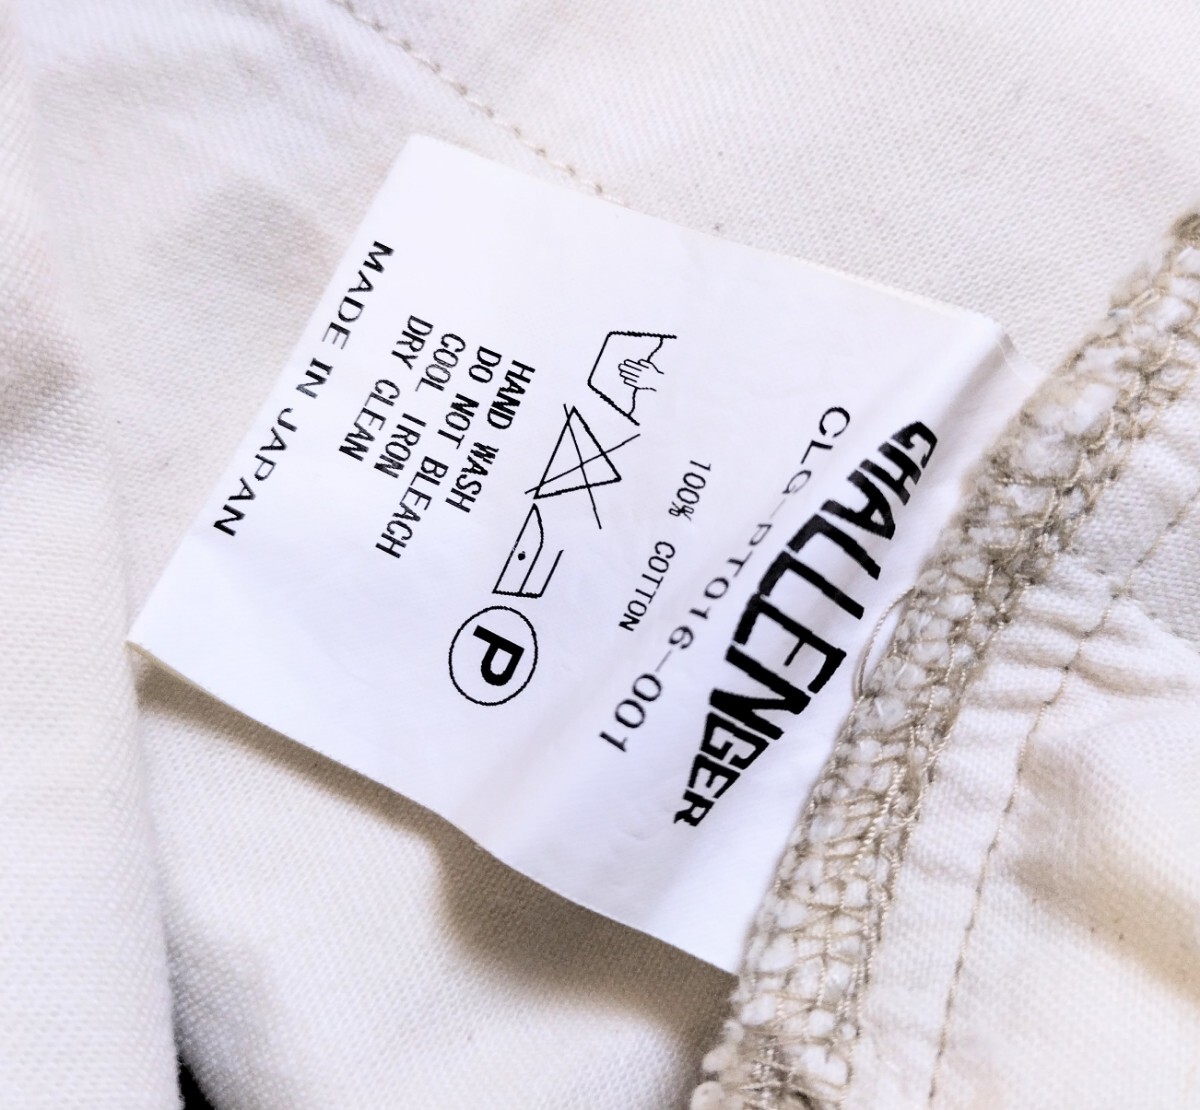 CHALLENGER
CLG-PT016-001
100% COTTON
P
HAND WASH
DO NOT BLEACH
COOL IRON
DRY CLEAN
MADE IN JAPAN